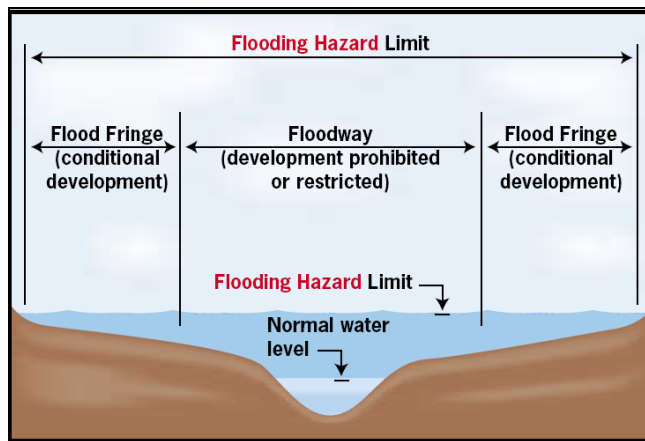 Flooding Hazard Limit
Flood Fringe
(conditional
development)
Floodway
(development prohibited
or restricted)
Flood Fringe
(conditional
development)
Flooding Hazard Limit
Normal water
level